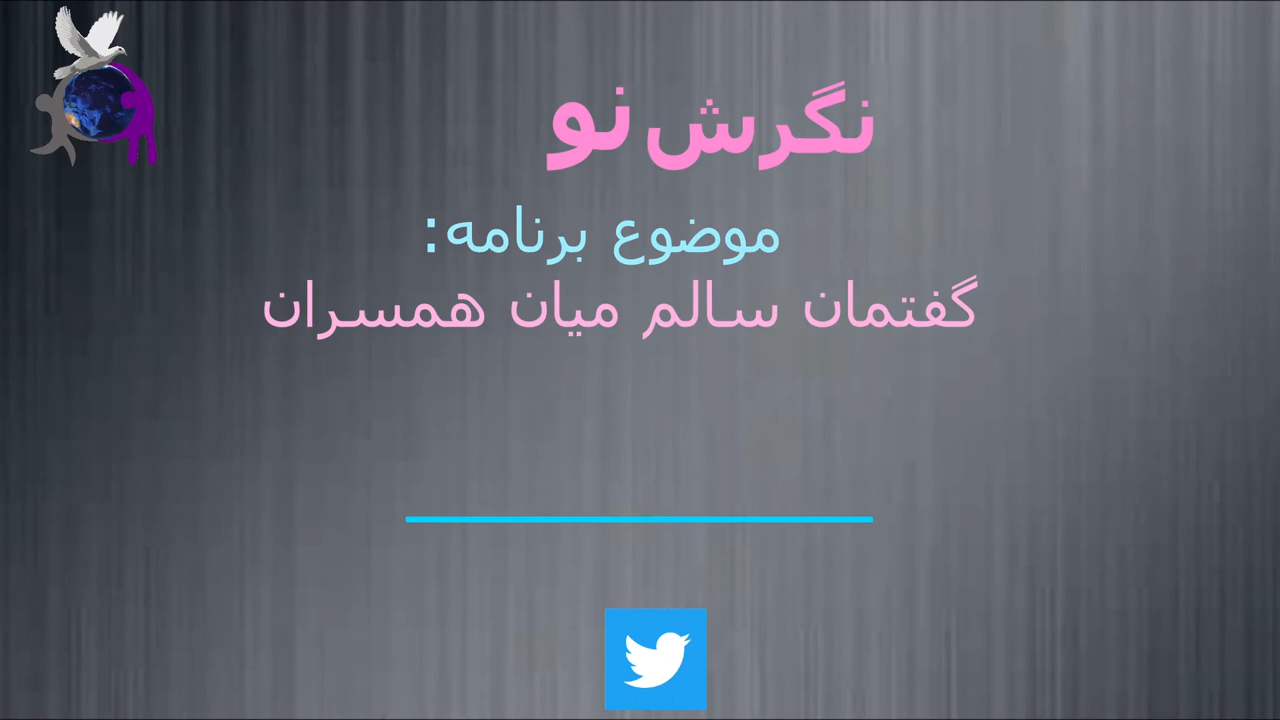 نگرش نو
موضوع برنامه:
گفتمان سالم میان همسران